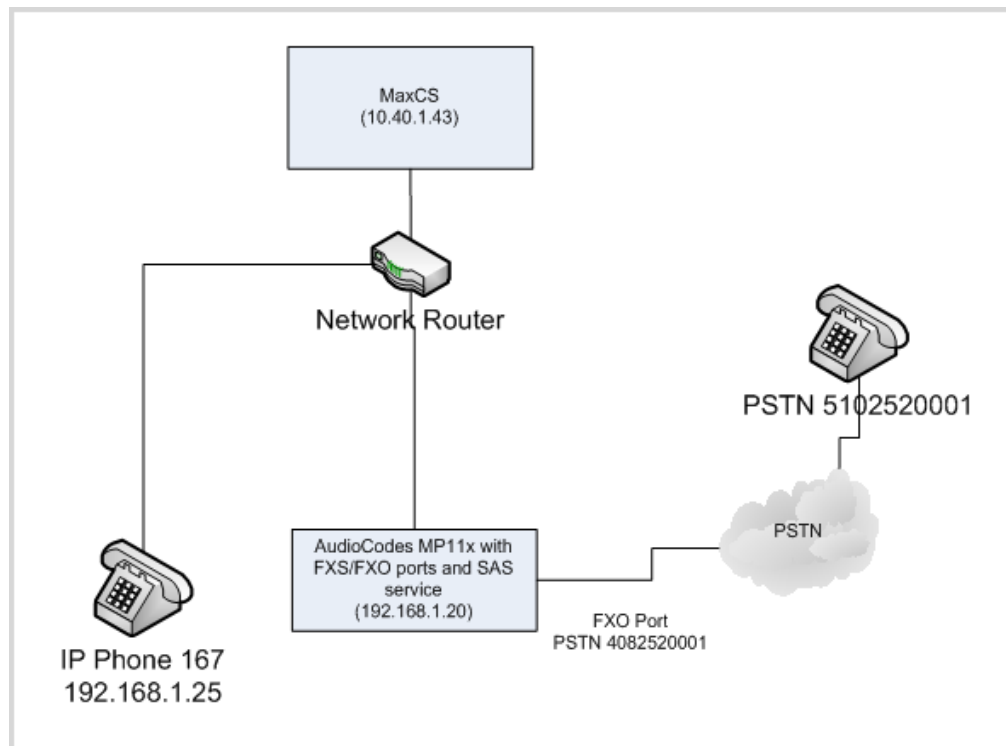 MaxCS
(10.40.1.43)
Network Router
PSTN 5102520001
PSTN
AudioCodes MP11x with
FXS/FXO ports and SAS
service
(192.168.1.20)
FXO Port
PSTN 4082520001
IP Phone 167
192.168.1.25